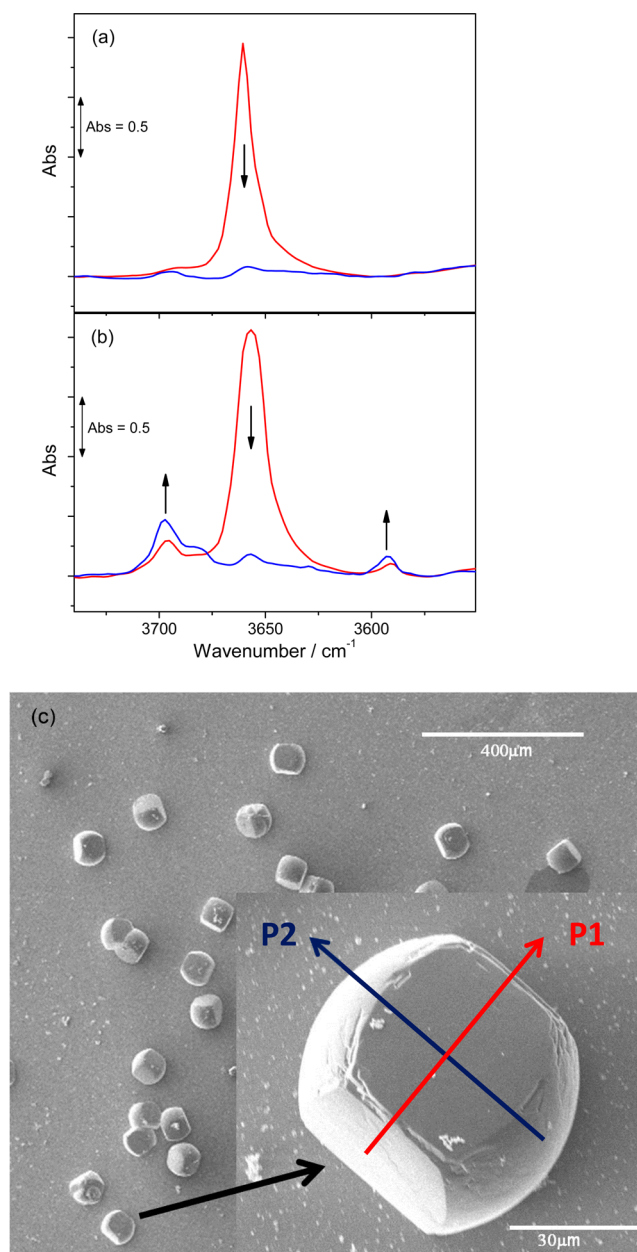 (a)
Abs = 0.5
Abs
(b)
Abs = 0.5
Abs
3700 3650 3600
Wavenumber / cm⁻¹
(c)
400μm
P2 P1
30μm